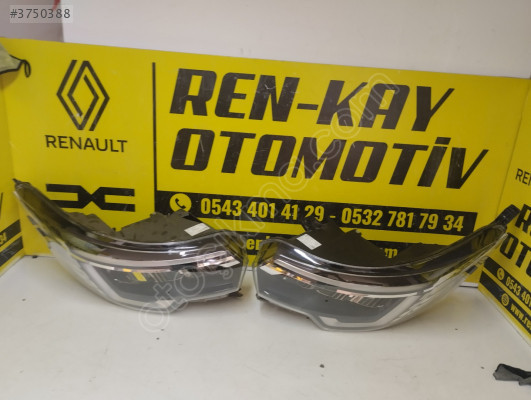 #3750388
REN-KAY
OTOMOTİV
RENAULT
0543 401 41 29 - 0532 781 79 34